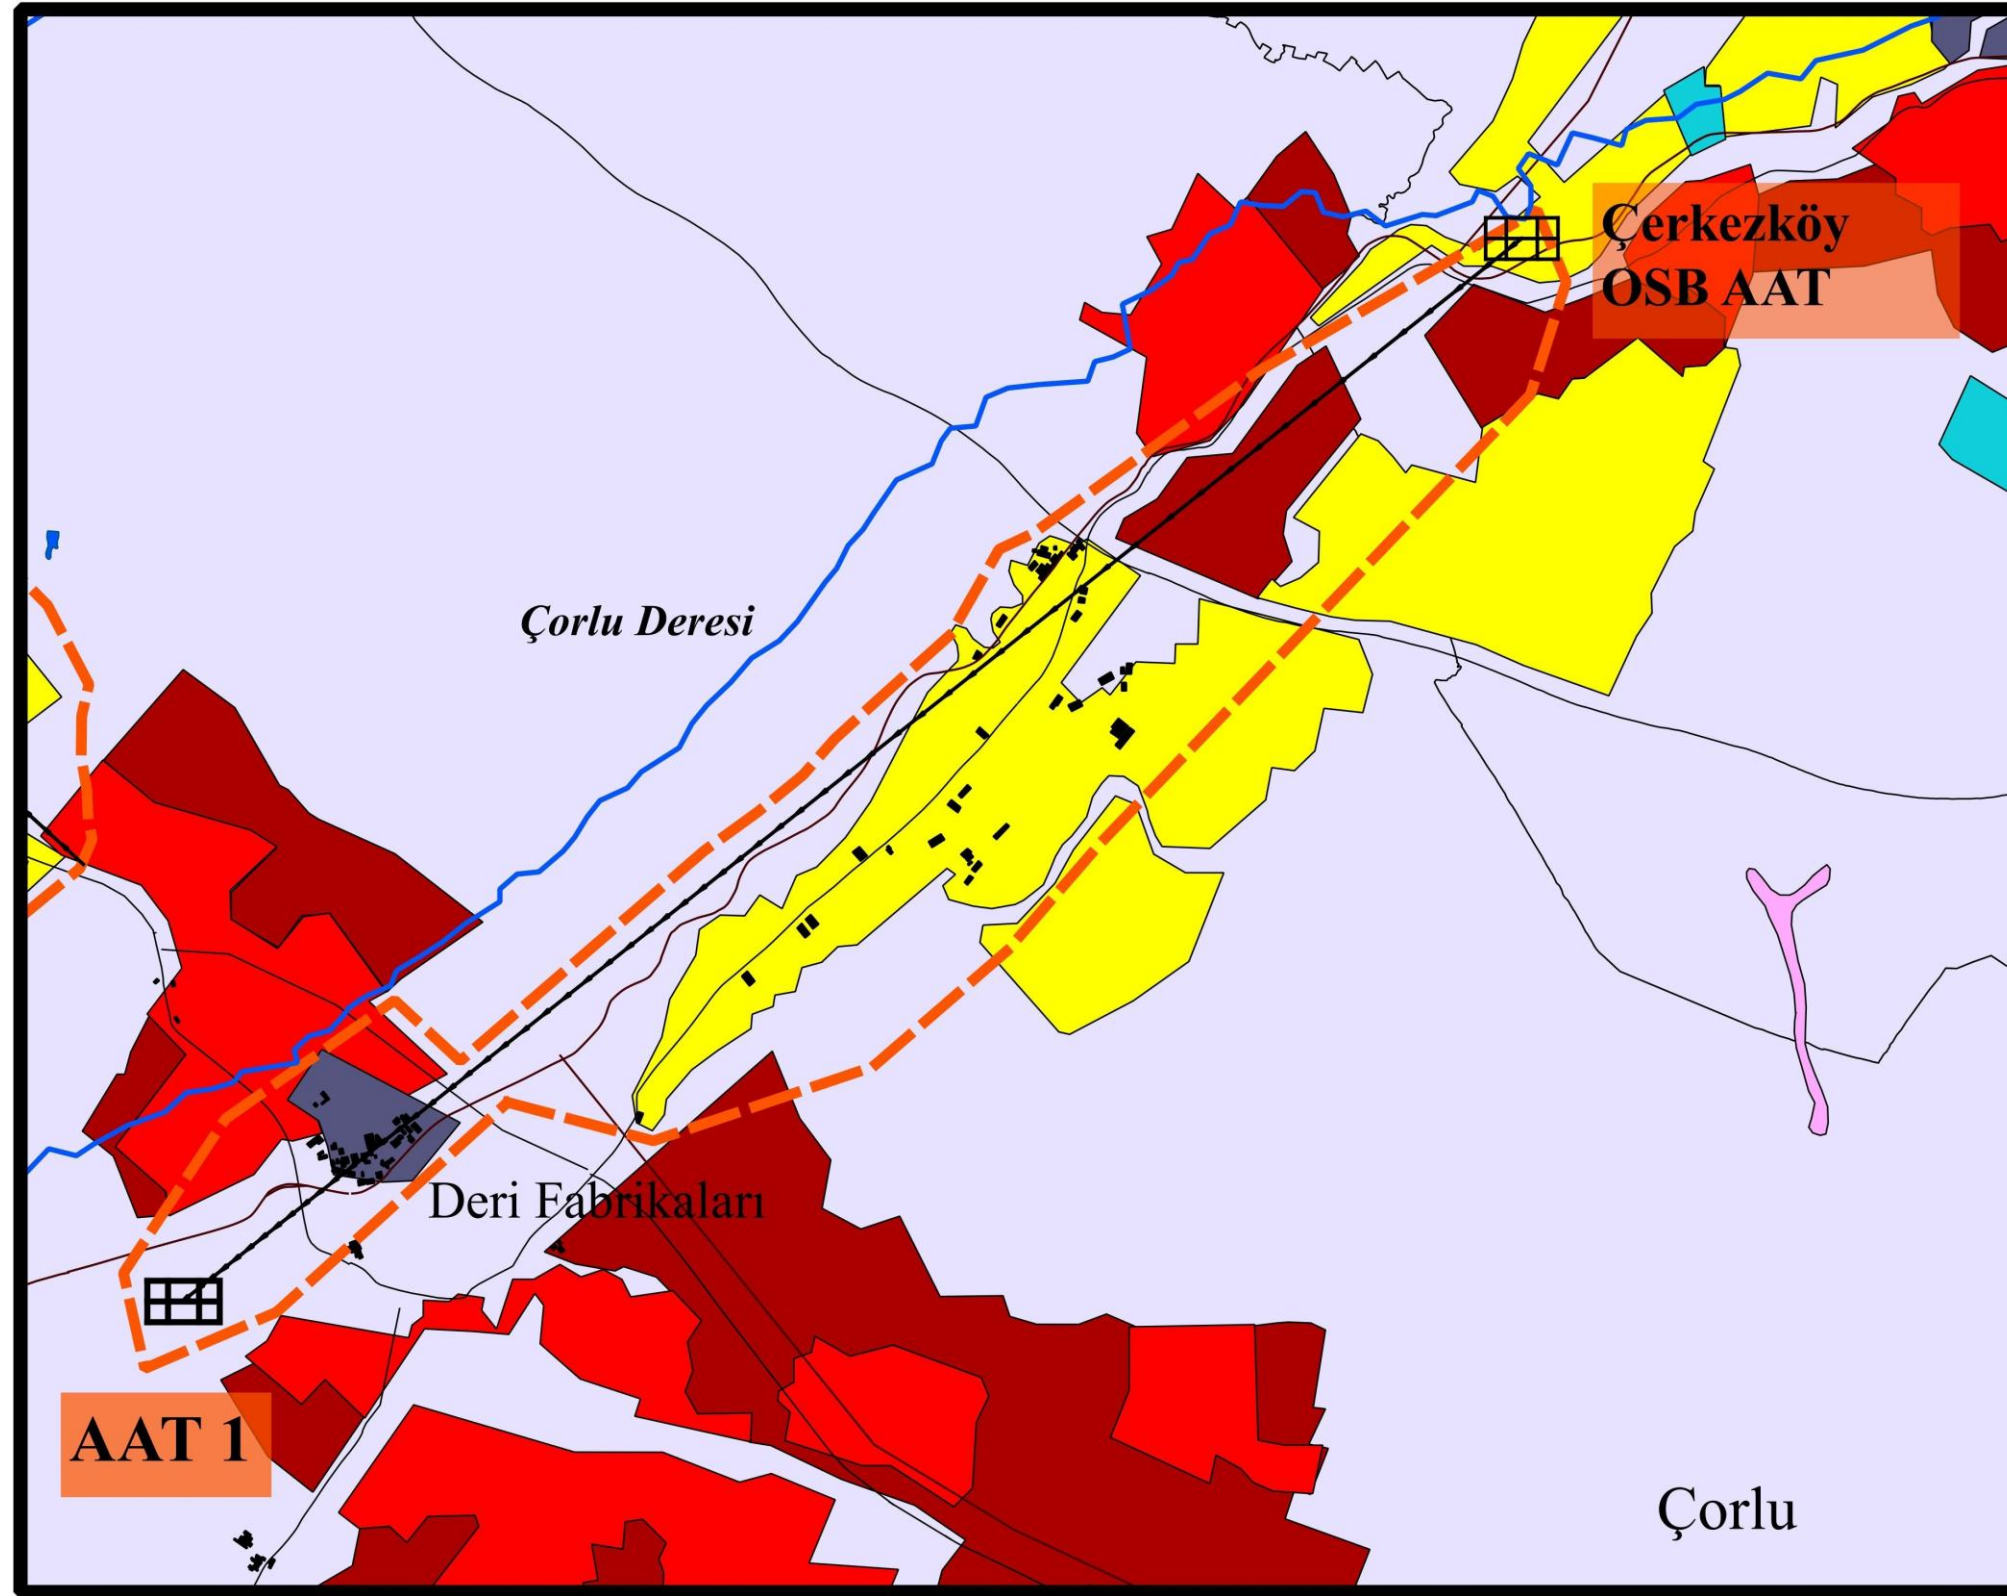 Çerkezköy
OSB AAT
Çorlu Deresi
Deri Fabrikaları
AAT 1
Çorlu